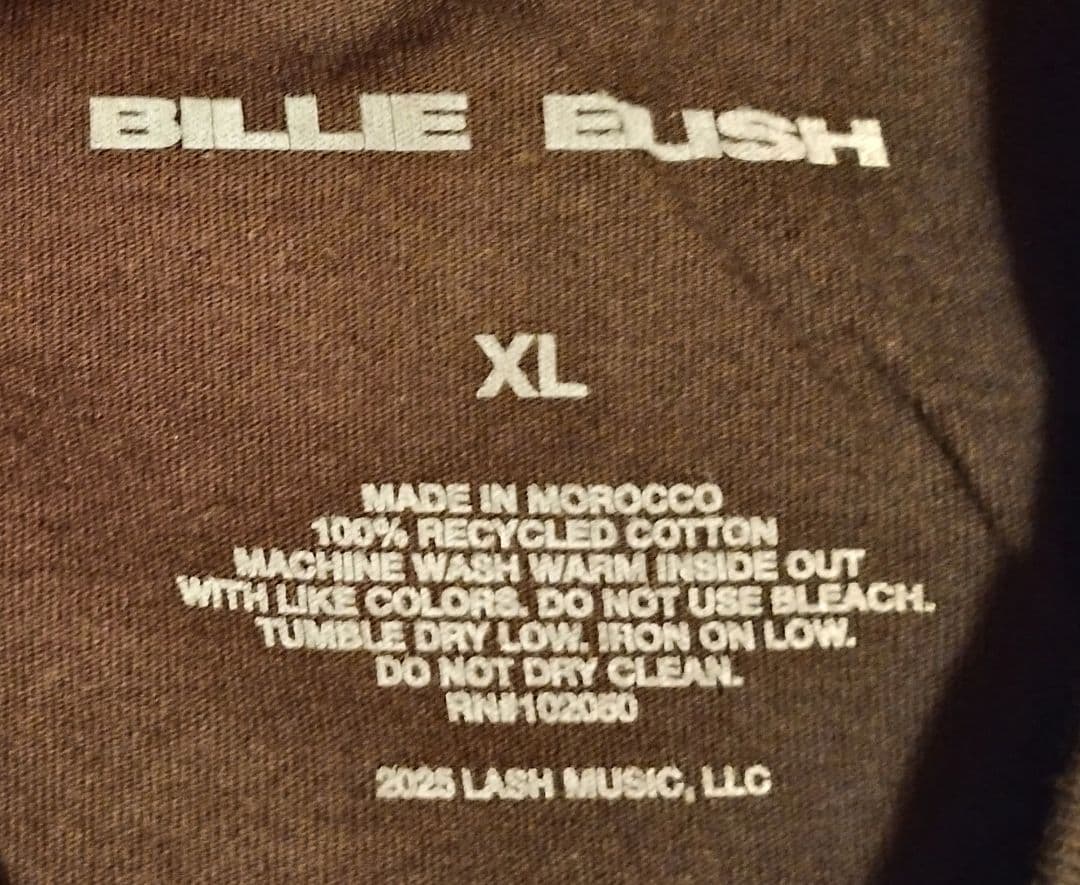 BILLIE EILISH
XL
MADE IN MOROCCO
100% RECYCLED COTTON
MACHINE WASH WARM INSIDE OUT
WITH LIKE COLORS. DO NOT USE BLEACH.
TUMBLE DRY LOW. IRON ON LOW.
DO NOT DRY CLEAN.
RN#102050
2025 LASH MUSIC, LLC